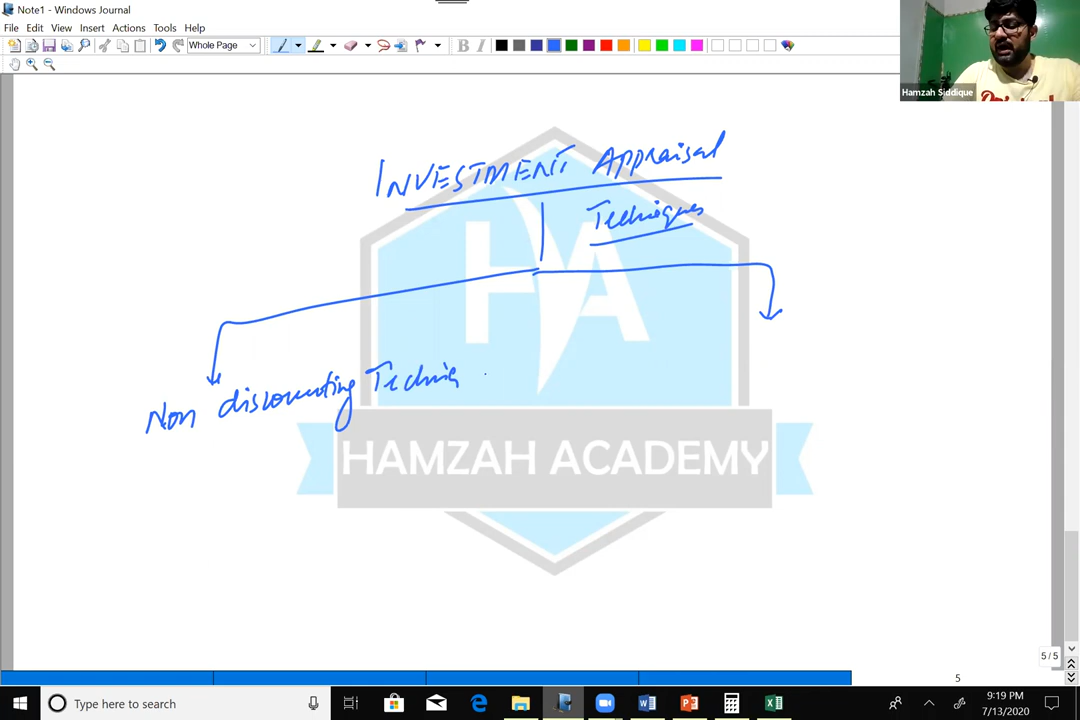 Note1 - Windows Journal
File Edit View Insert Actions Tools Help
Whole Page
B I
Hamzah Siddique
INVESTMENT Appraisal
Techniques
Non discounting Techniq
HAMZAH ACADEMY
5/5
5
Type here to search
9:19 PM
7/13/2020